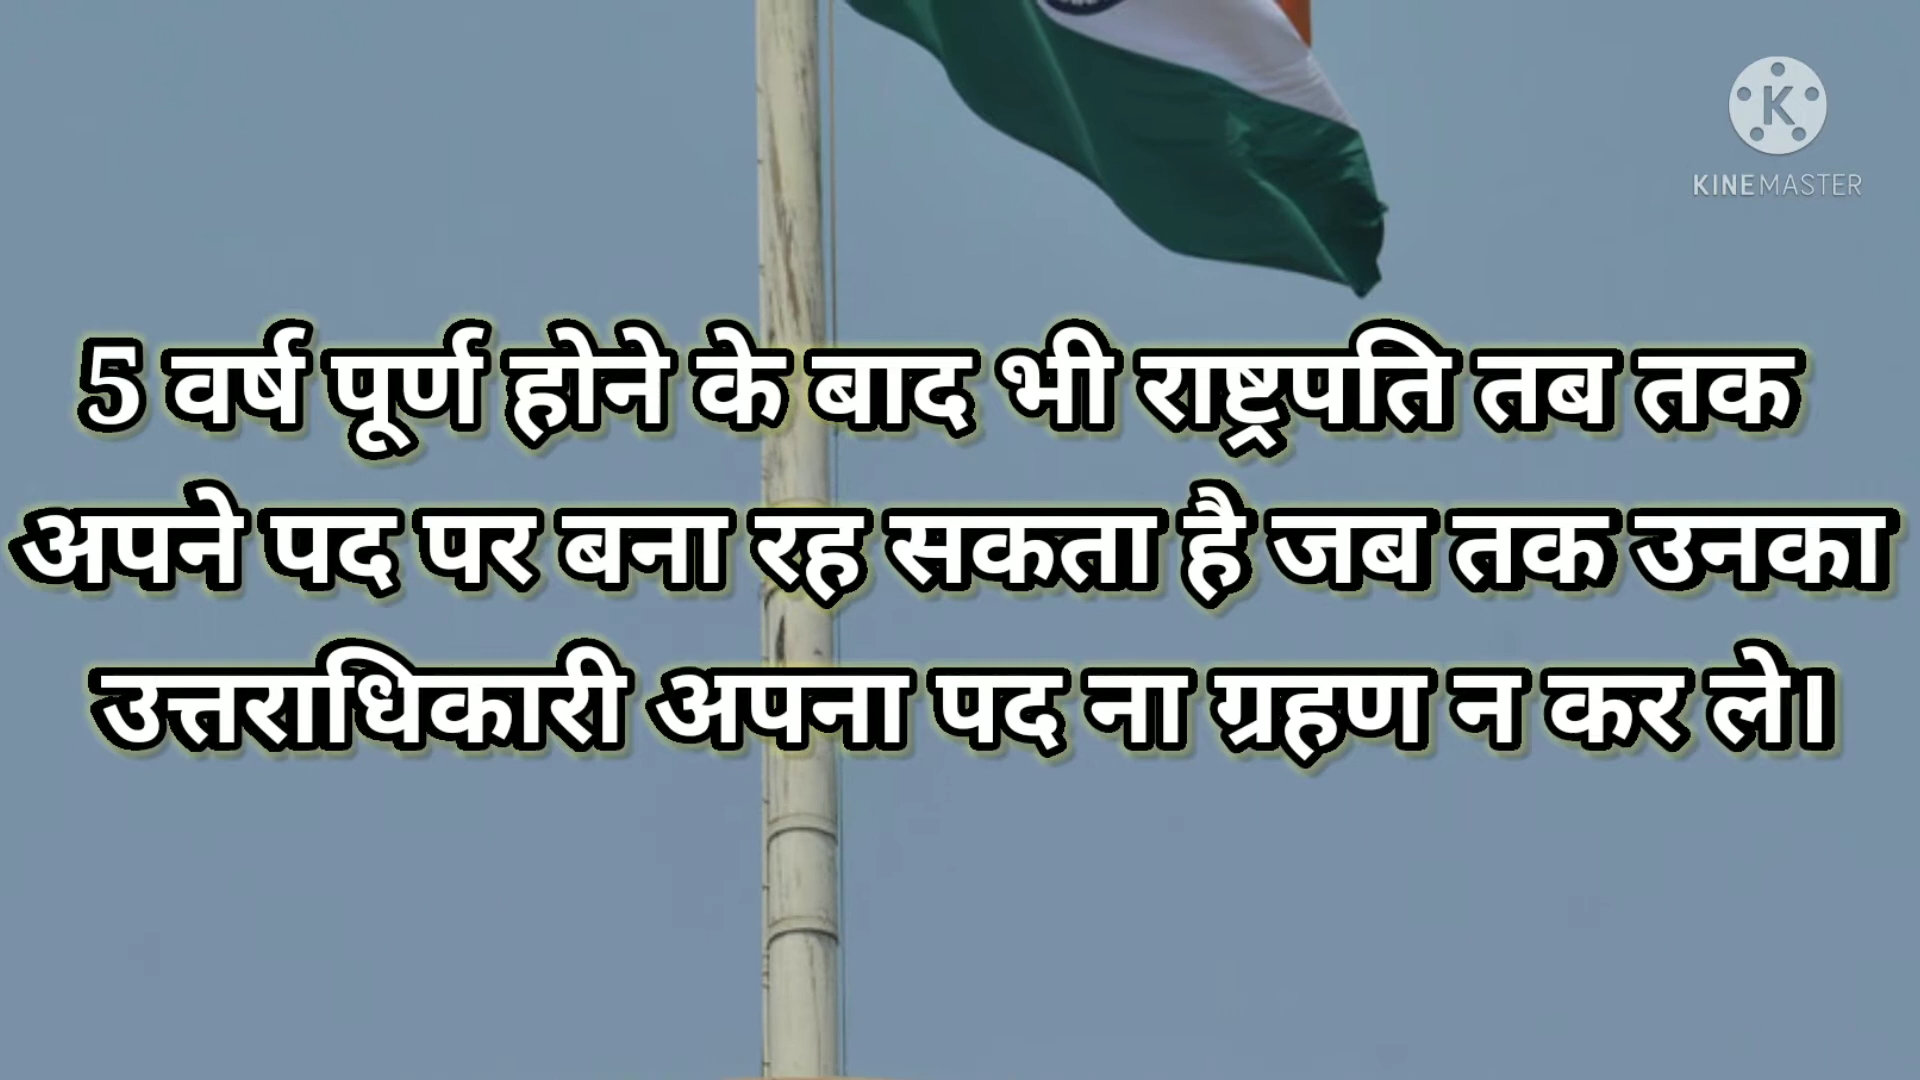 KINEMASTER
5 वर्ष पूर्ण होने के बाद भी राष्ट्रपति तब तक
अपने पद पर बना रह सकता है जब तक उनका
उत्तराधिकारी अपना पद ना ग्रहण न कर ले।